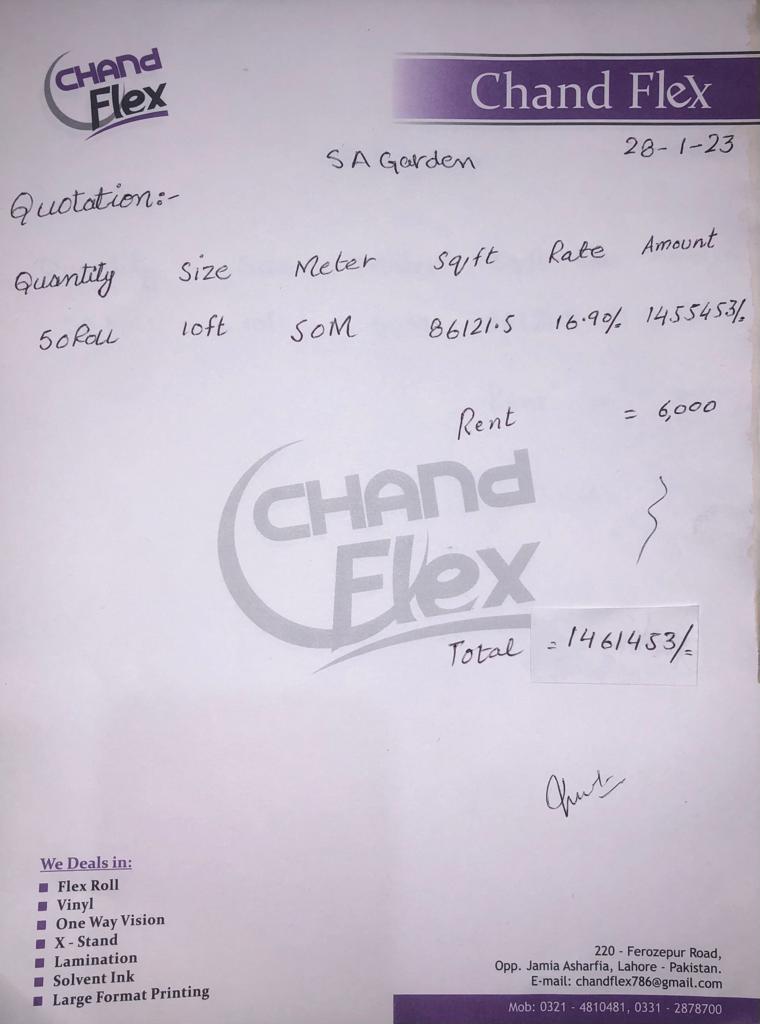 CHAND Flex
Chand Flex
28-1-23
S A Garden
Quotation:-
Quantity Size Meter Sqft Rate Amount
50Roll 10ft 50M 86121.5 16.90/. 1455453/.
Rent = 6,000
CHAND
Flex
Total = 1461453/=
We Deals in:
Flex Roll
Vinyl
One Way Vision
X - Stand
Lamination
Solvent Ink
Large Format Printing
220 - Ferozepur Road,
Opp. Jamia Asharfia, Lahore - Pakistan.
E-mail: chandflex786@gmail.com
Mob: 0321 - 4810481, 0331 - 2878700